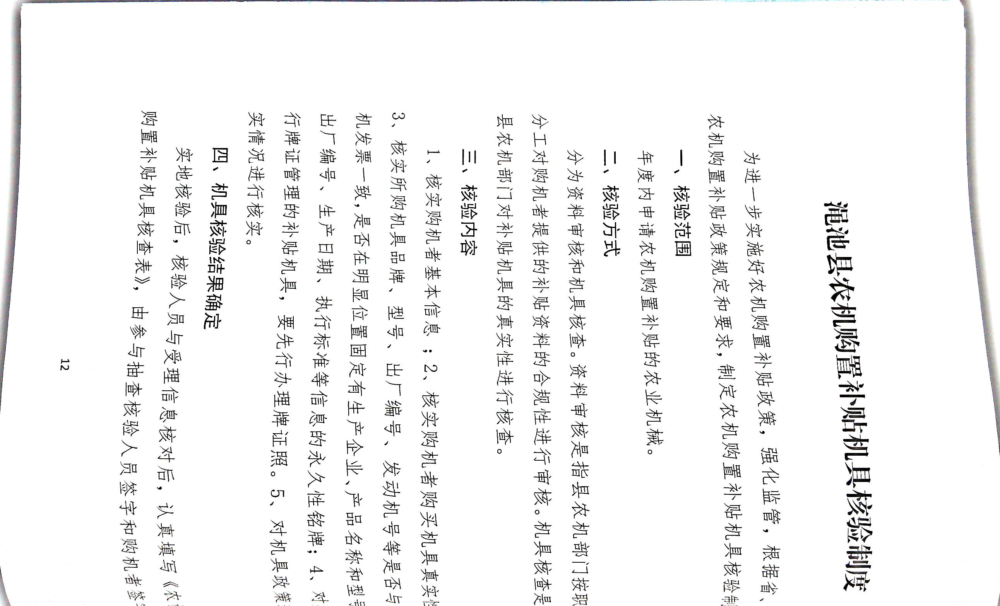 渑池县农机购置补贴机具核验制度
为进一步实施好农机购置补贴政策，强化监管，根据省、
农机购置补贴政策规定和要求，制定农机购置补贴机具核验制
一、核验范围
年度内申请农机购置补贴的农业机械。
二、核验方式
分为资料审核和机具核查。资料审核是指县农机部门按职
分工对购机者提供的补贴资料的合规性进行审核。机具核查是
县农机部门对补贴机具的真实性进行核查。
三、核验内容
1、核实购机者基本信息；2、核实购机者购买机具真实性
3、核实所购机具品牌、型号、出厂编号、发动机号等是否与
机发票一致，是否在明显位置固定有生产企业、产品名称和型号
出厂编号、生产日期、执行标准等信息的永久性铭牌；4、对
行牌证管理的补贴机具，要先行办理牌证照。5、对机具政策
实情况进行核实。
四、机具核验结果确定
实地核验后，核验人员与受理信息核对后，认真填写《农
购置补贴机具核查表》，由参与抽查核验人员签字和购机者签
12